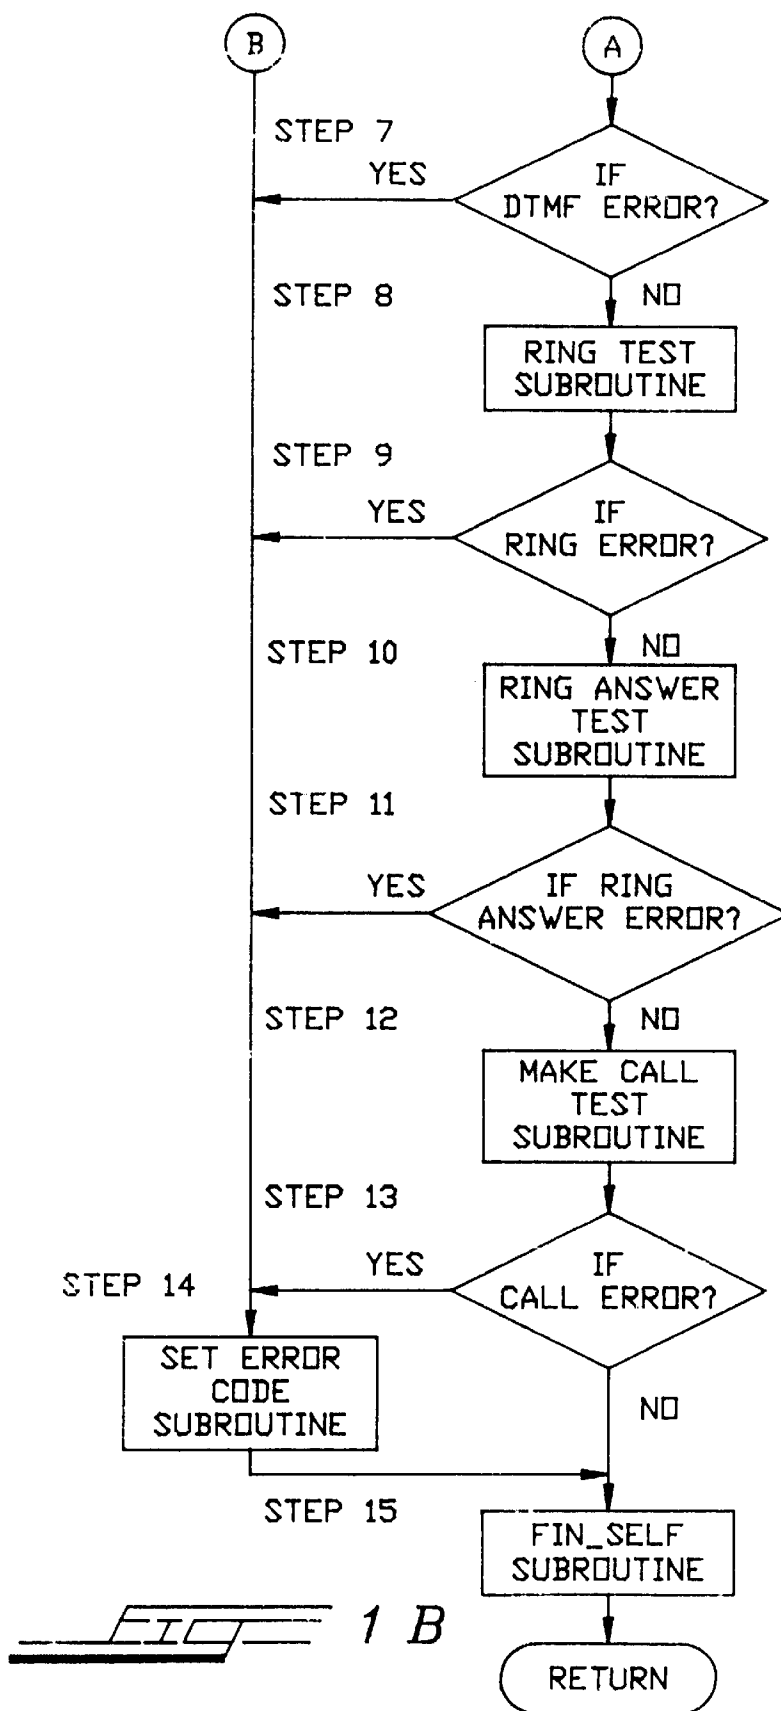 B
A
STEP 7
YES
IF
DTMF ERROR?
STEP 8
NO
RING TEST
SUBROUTINE
STEP 9
YES
IF
RING ERROR?
STEP 10
NO
RING ANSWER
TEST
SUBROUTINE
STEP 11
YES
IF RING
ANSWER ERROR?
STEP 12
NO
MAKE CALL
TEST
SUBROUTINE
STEP 13
YES
IF
CALL ERROR?
STEP 14
SET ERROR
CODE
SUBROUTINE
NO
STEP 15
FIN_SELF
SUBROUTINE
FIG 1 B
RETURN